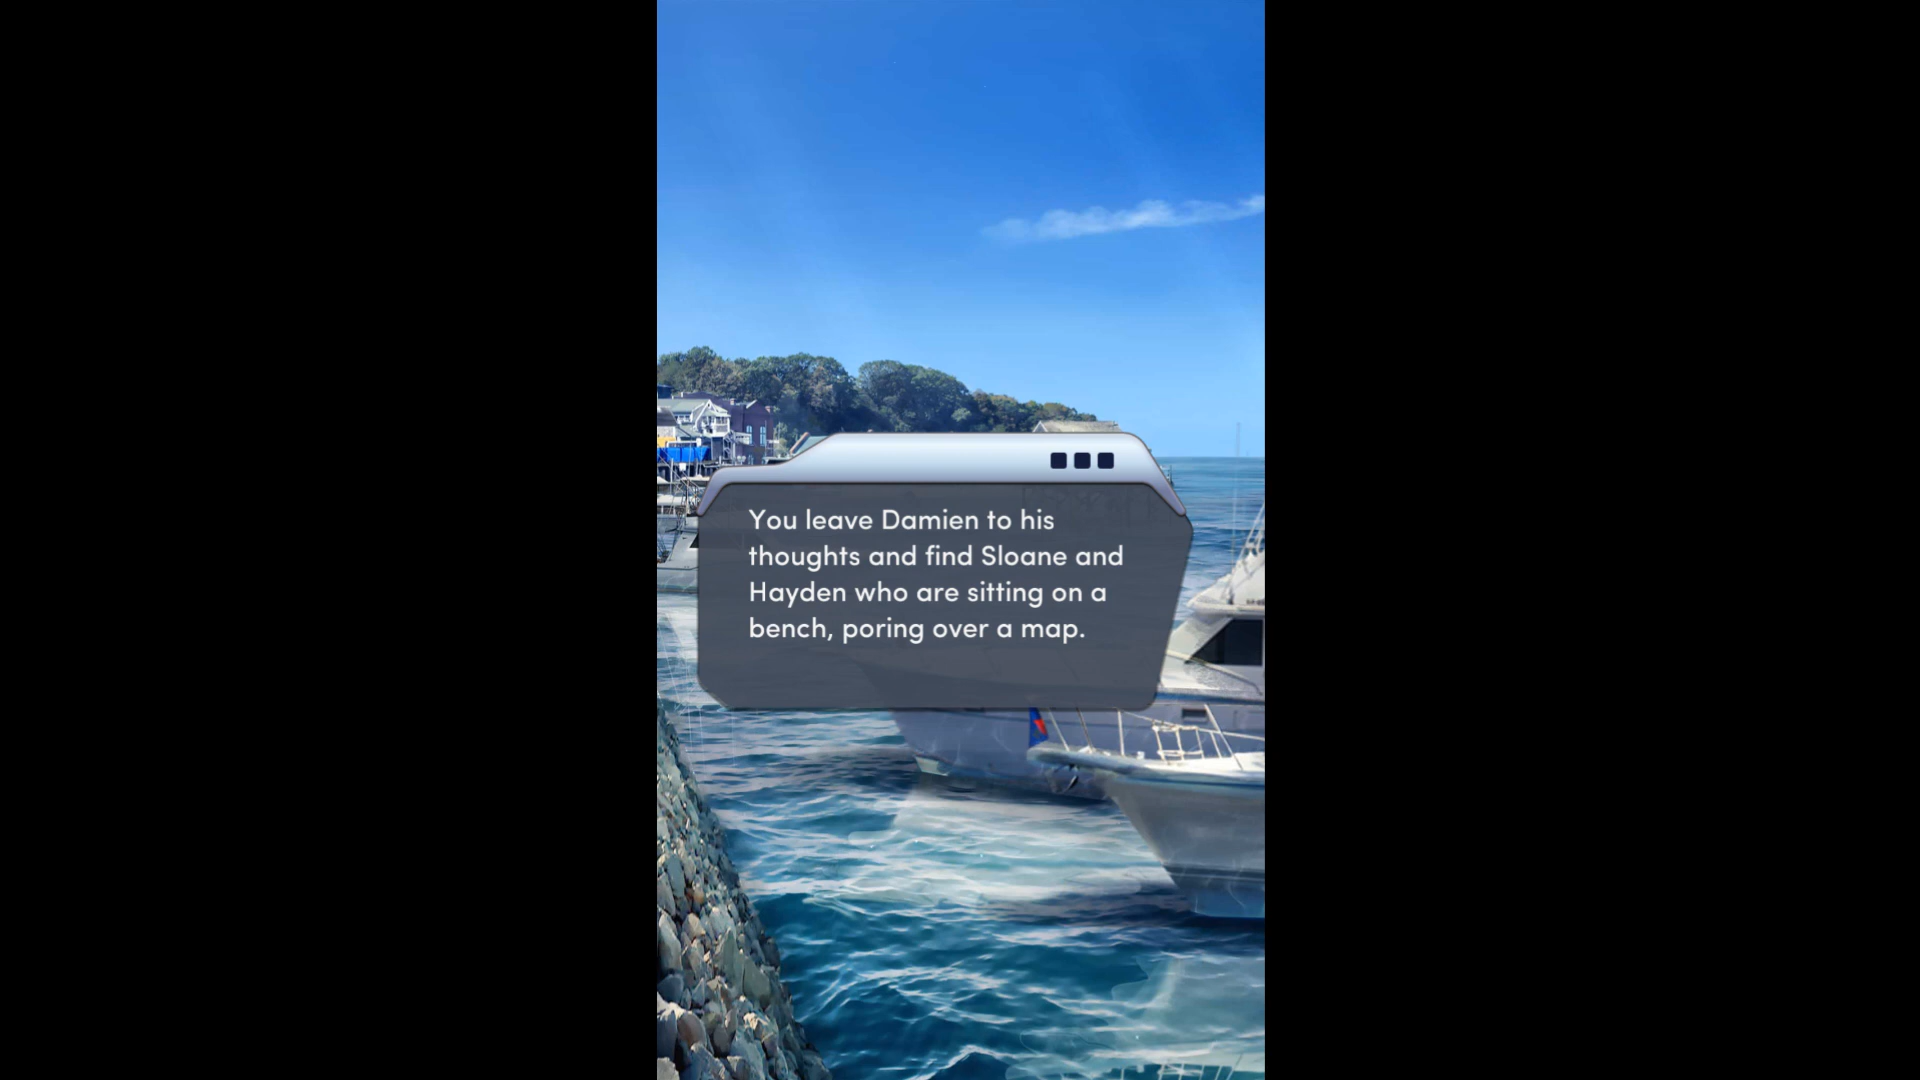 You leave Damien to his
thoughts and find Sloane and
Hayden who are sitting on a
bench, poring over a map.